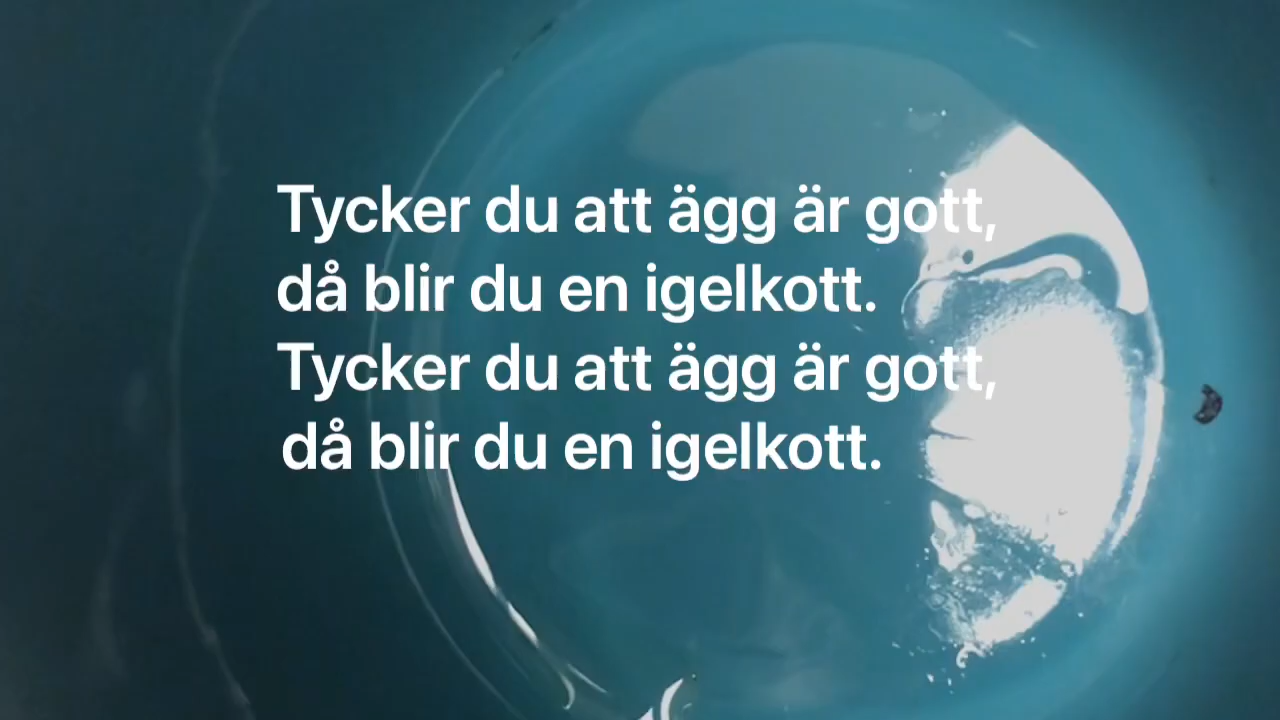 Tycker du att ägg är gott,
då blir du en igelkott.
Tycker du att ägg är gott,
då blir du en igelkott.